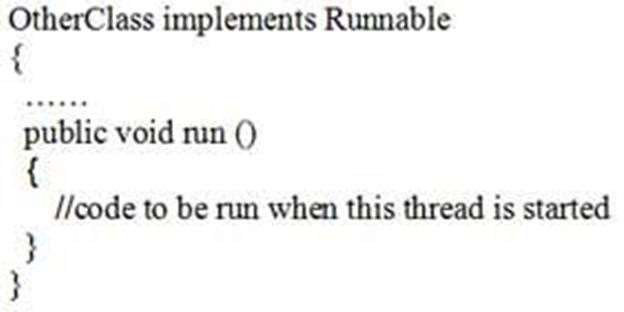 OtherClass implements Runnable
{
......
public void run ()
{
//code to be run when this thread is started
}
}